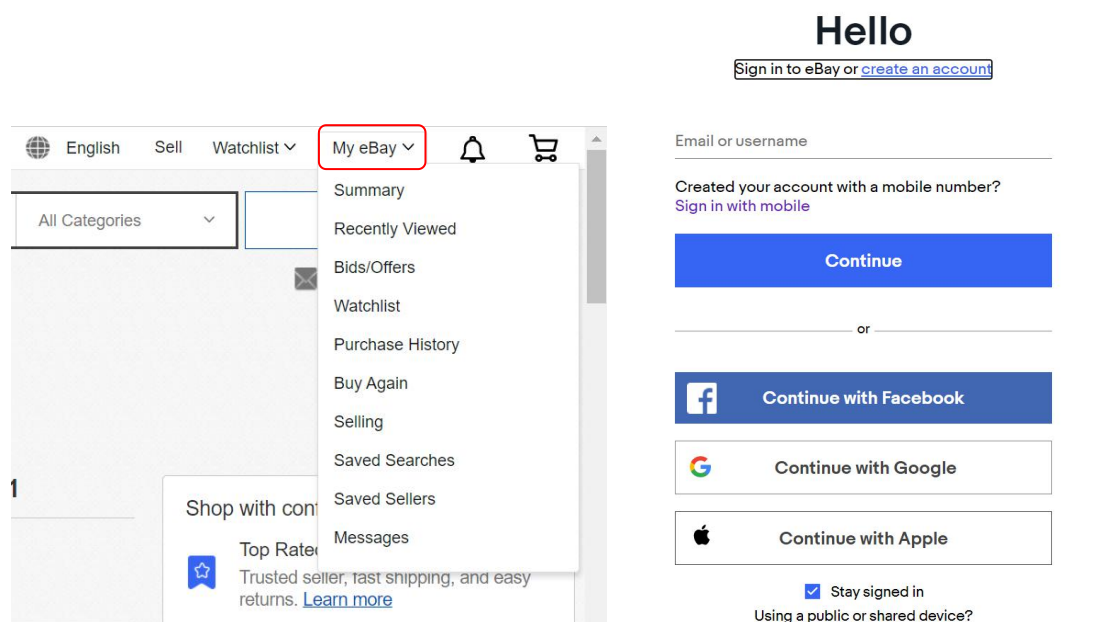 English
Sell
Watchlist
My eBay
All Categories
Summary
Recently Viewed
Bids/Offers
Watchlist
Purchase History
Buy Again
Selling
Saved Searches
Saved Sellers
Messages
Shop with
Top
Trusted seller, fast shipping, and easy
returns. Learn more
Hello
Sign in to eBay or create an account
Email or username
Created your account with a mobile number?
Sign in with mobile
Continue
or
Continue with Facebook
Continue with Google
Continue with Apple
Stay signed in
Using a public or shared device?